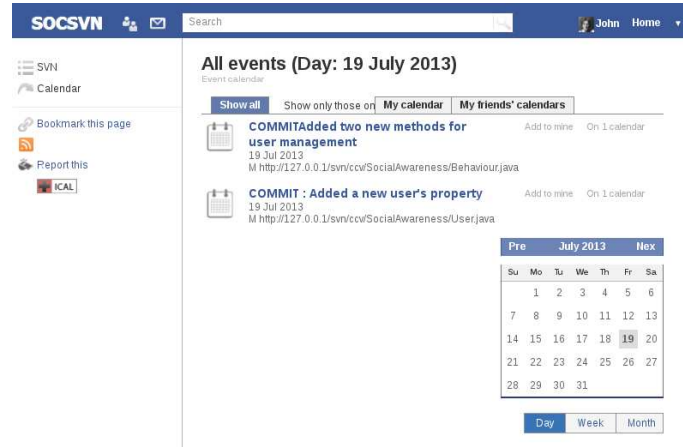 SOCSVN Search John Home
SVN
Calendar
Bookmark this page
Report this
ICAL
All events (Day: 19 July 2013)
Event calendar
Show all Show only those on My calendar My friends' calendars
COMMITAdded two new methods for user management Add to mine On 1 calendar
19 Jul 2013
M http://127.0.0.1/svn/ccv/SocialAwareness/Behaviour.java
COMMIT : Added a new user's property Add to mine On 1 calendar
19 Jul 2013
M http://127.0.0.1/svn/ccv/SocialAwareness/User.java
Pre July 2013 Nex
Su Mo Tu We Th Fr Sa
1 2 3 4 5 6
7 8 9 10 11 12 13
14 15 16 17 18 19 20
21 22 23 24 25 26 27
28 29 30 31
Day Week Month